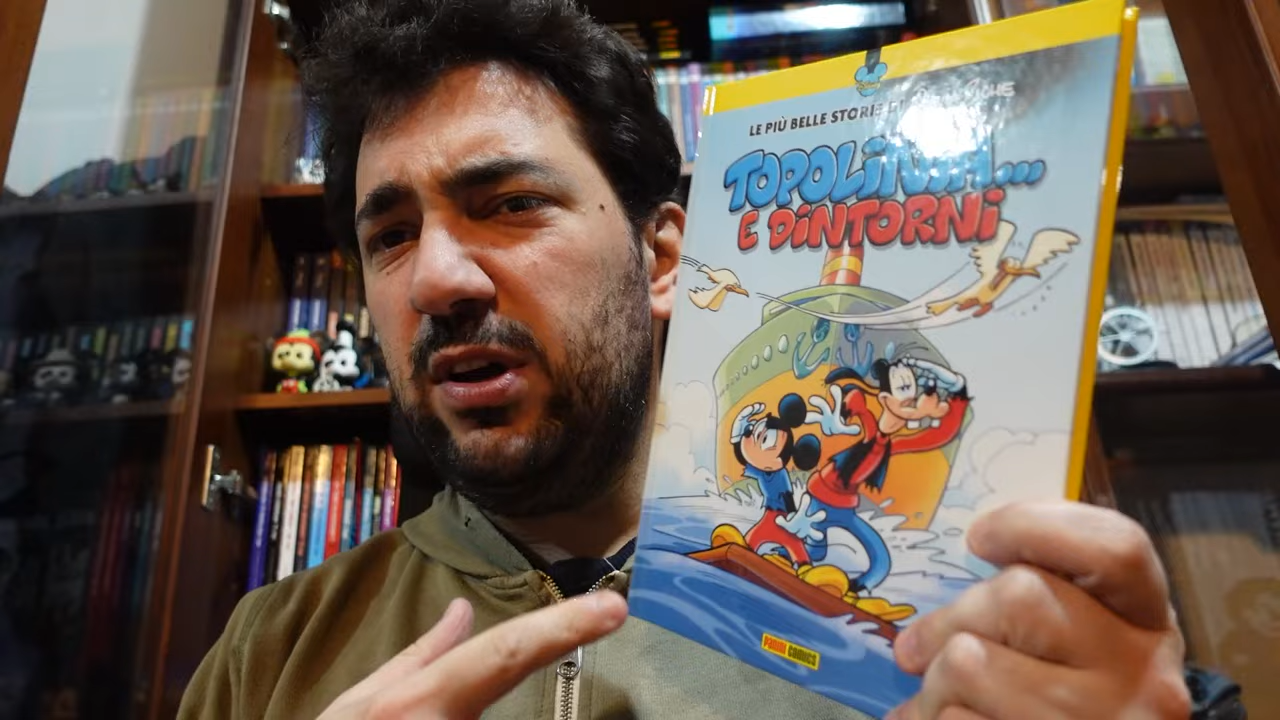 LE PIÙ BELLE STORIE
TOPOLINIA...
E DINTORNI
PANINI COMICS